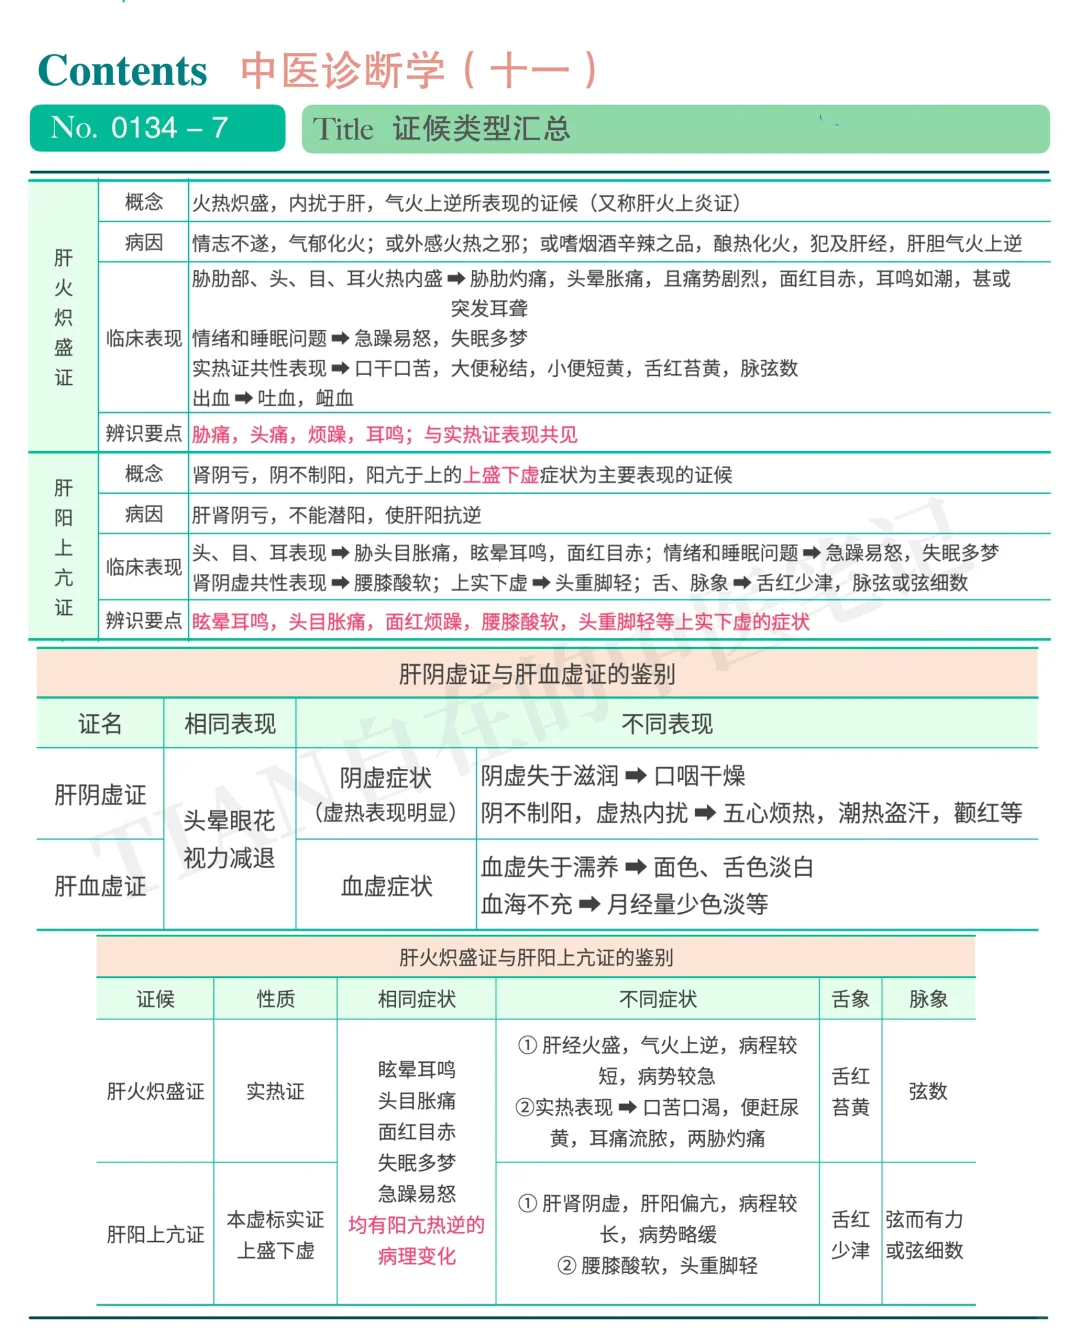 Contents 中医诊断学（十一）
No. 0134 – 7
Title 证候类型汇总
肝火炽盛证
概念 火热炽盛，内扰于肝，气火上逆所表现的证候（又称肝火上炎证）
病因 情志不遂，气郁化火；或外感火热之邪；或嗜烟酒辛辣之品，酿热化火，犯及肝经，肝胆气火上逆
临床表现
胁肋部、头、目、耳火热内盛➡胁肋灼痛，头晕胀痛，且痛势剧烈，面红目赤，耳鸣如潮，甚或
突发耳聋
情绪和睡眠问题➡急躁易怒，失眠多梦
实热证共性表现➡口干口苦，大便秘结，小便短黄，舌红苔黄，脉弦数
出血➡吐血，衄血
辨识要点 胁痛，头痛，烦躁，耳鸣；与实热证表现共见
肝阳上亢证
概念 肾阴亏，阴不制阳，阳亢于上的上盛下虚症状为主要表现的证候
病因 肝肾阴亏，不能潜阳，使肝阳抗逆
临床表现
头、目、耳表现➡胁头目胀痛，眩晕耳鸣，面红目赤；情绪和睡眠问题➡急躁易怒，失眠多梦
肾阴虚共性表现➡腰膝酸软；上实下虚➡头重脚轻；舌、脉象➡舌红少津，脉弦或弦细数
辨识要点 眩晕耳鸣，头目胀痛，面红烦躁，腰膝酸软，头重脚轻等上实下虚的症状
肝阴虚证与肝血虚证的鉴别
证名 相同表现 不同表现
肝阴虚证
头晕眼花
视力减退
阴虚症状
（虚热表现明显）
阴虚失于滋润➡口咽干燥
阴不制阳，虚热内扰➡五心烦热，潮热盗汗，颧红等
肝血虚证
血虚症状
血虚失于濡养➡面色、舌色淡白
血海不充➡月经量少色淡等
肝火炽盛证与肝阳上亢证的鉴别
证候 性质 相同症状 不同症状 舌象 脉象
肝火炽盛证
实热证
眩晕耳鸣
头目胀痛
面红目赤
失眠多梦
急躁易怒
均有阳亢热逆的
病理变化
① 肝经火盛，气火上逆，病程较
短，病势较急
②实热表现➡口苦口渴，便赶尿
黄，耳痛流脓，两胁灼痛
舌红
苔黄
弦数
肝阳上亢证
本虚标实证
上盛下虚
① 肝肾阴虚，肝阳偏亢，病程较
长，病势略缓
② 腰膝酸软，头重脚轻
舌红
少津
弦而有力
或弦细数
TIAN自在的中医笔记